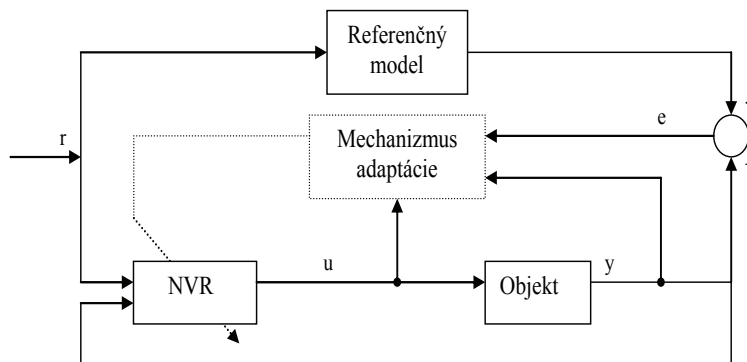 Referenčný
model
r
e
Mechanizmus
adaptácie
NVR
u
Objekt
y